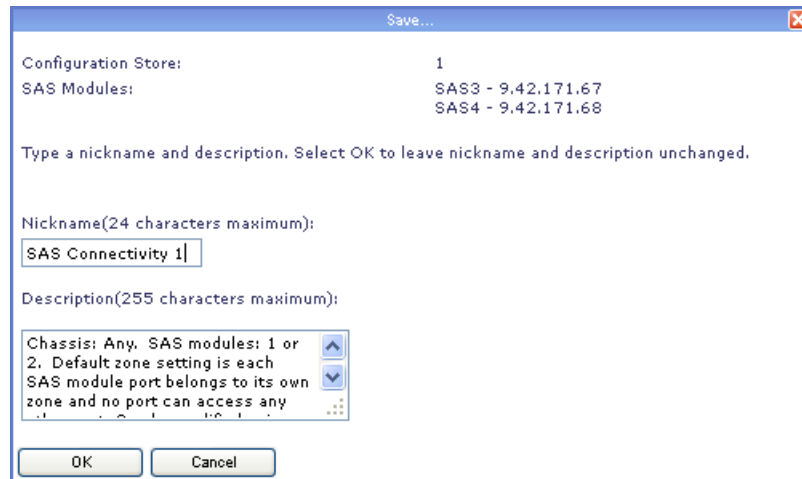 Save...
Configuration Store: 1
SAS Modules: SAS3 - 9.42.171.67
SAS4 - 9.42.171.68
Type a nickname and description. Select OK to leave nickname and description unchanged.
Nickname(24 characters maximum):
SAS Connectivity 1
Description(255 characters maximum):
Chassis: Any. SAS modules: 1 or
2. Default zone setting is each
SAS module port belongs to its own
zone and no port can access any
OK Cancel